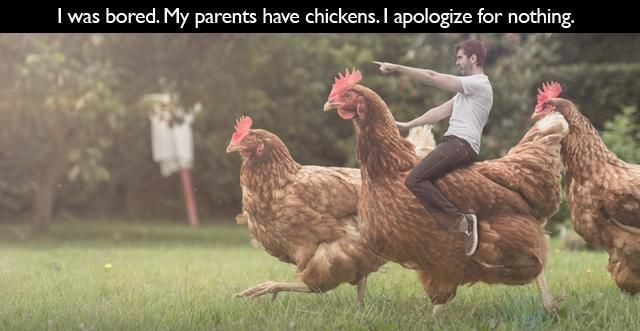 I was bored. My parents have chickens. I apologize for nothing.